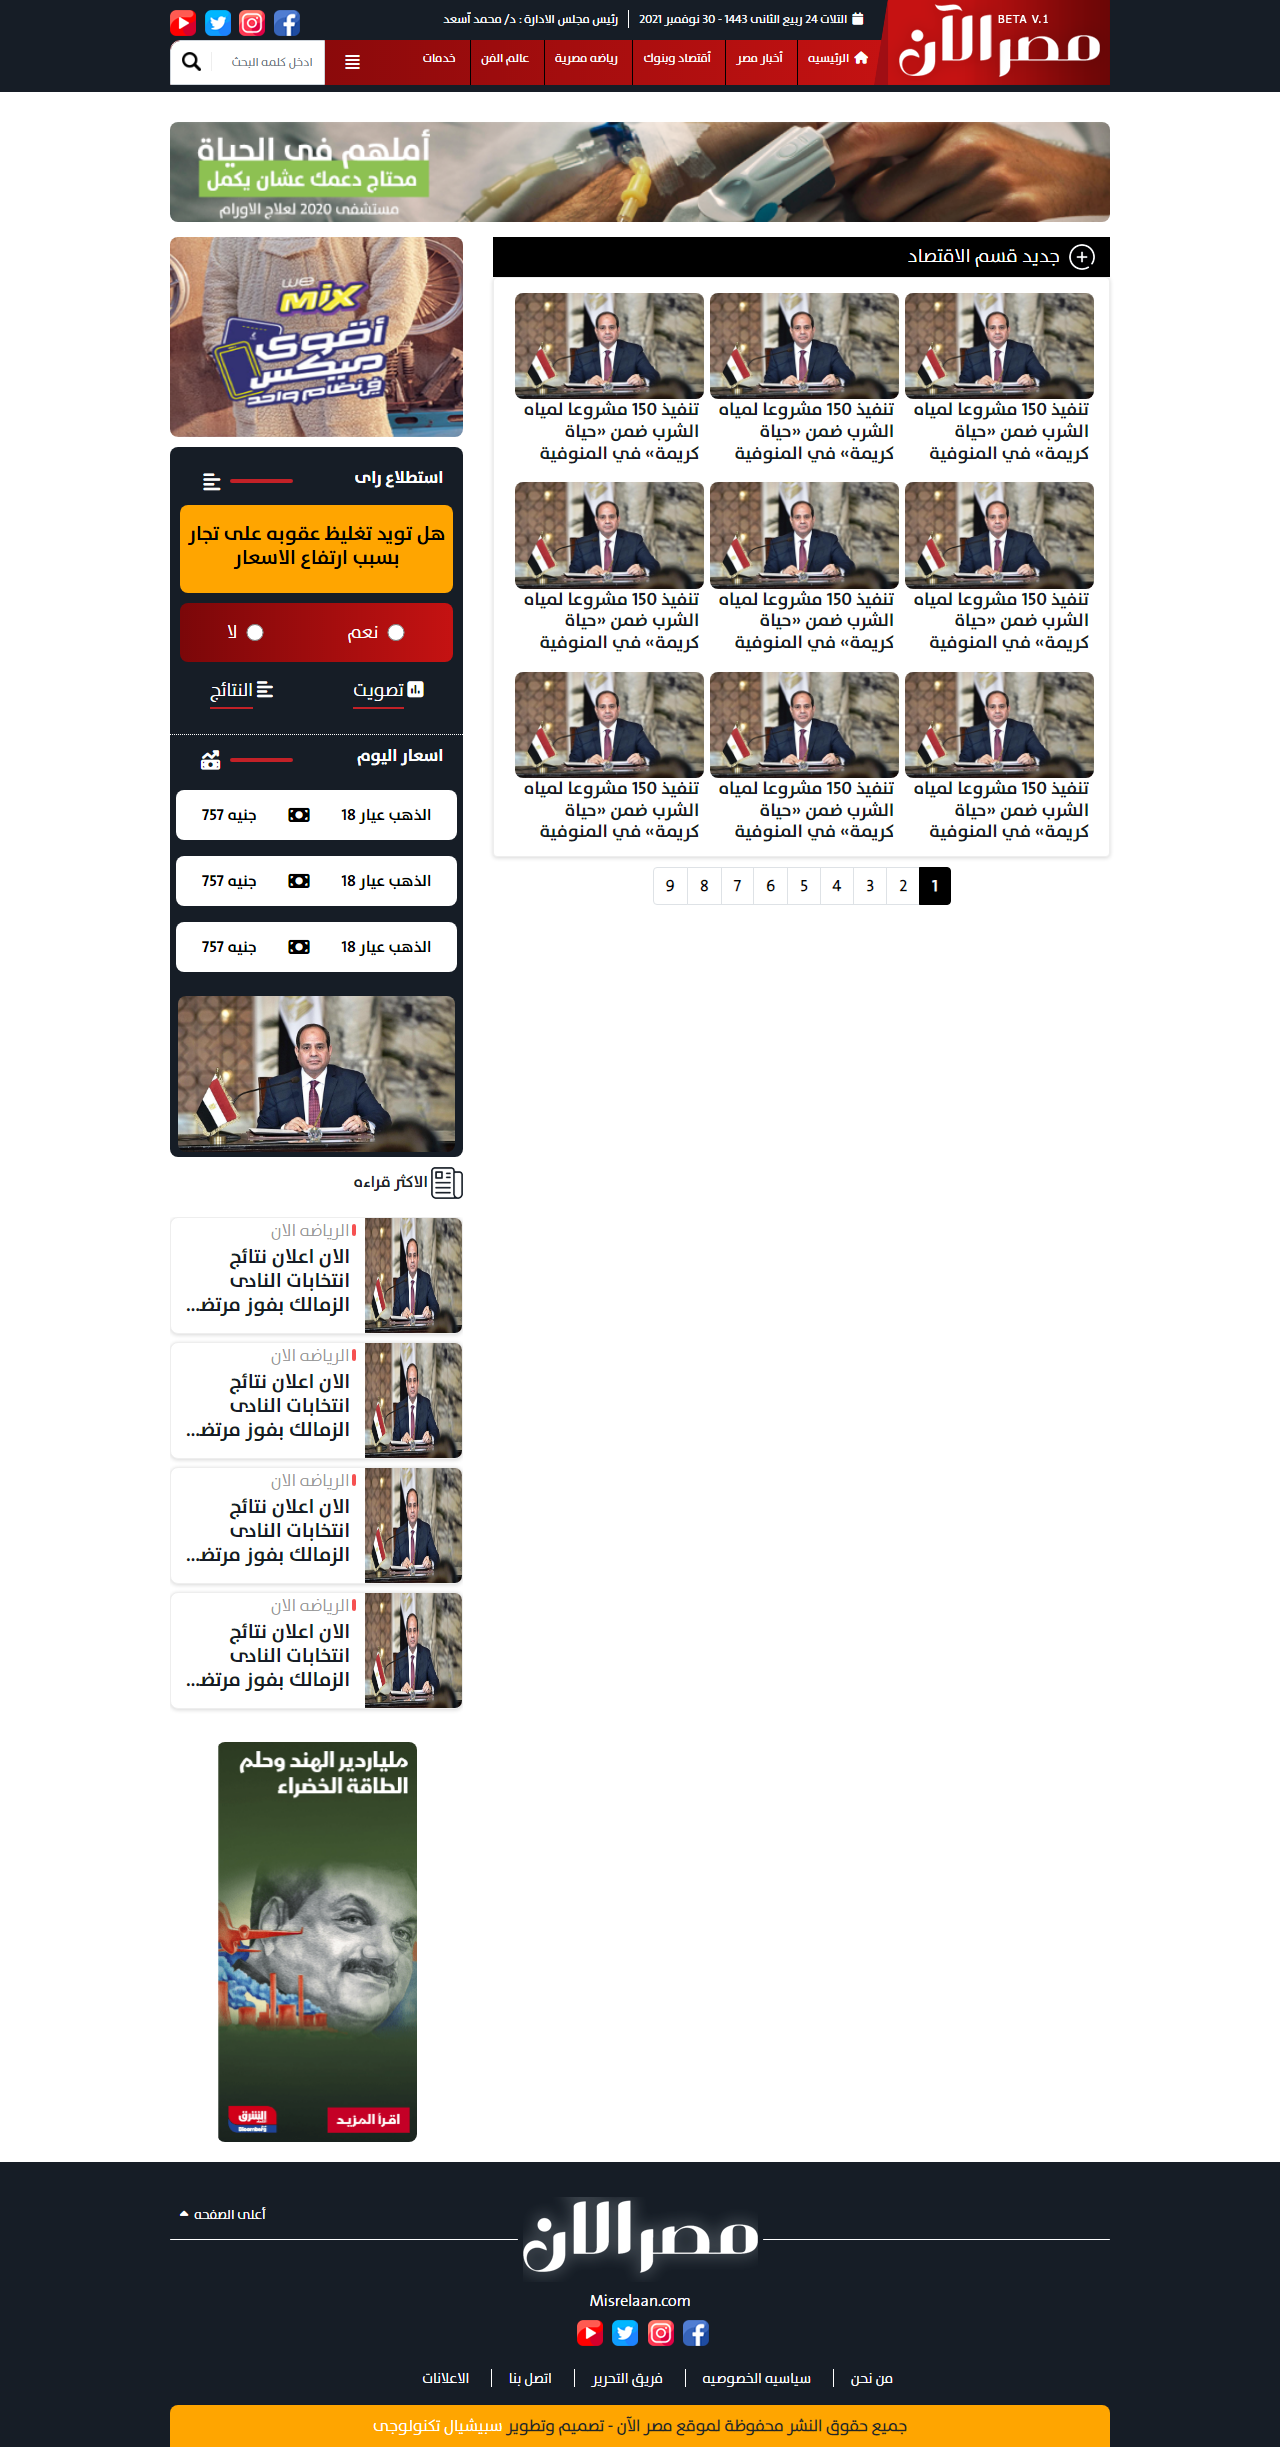 BETA V.1
مصر الآن
التلات 24 ربيع الثانى 1443 - 30 نوفمبر 2021
رئيس مجلس الادارة : د/ محمد آسعد
الرئيسيه
أخبار مصر
أقتصاد وبنوك
رياضه مصرية
عالم الفن
خدمات
ادخل كلمه البحث
أملهم فى الحياة
محتاج دعمك عشان يكمل
مستشفى 2020 لعلاج الاورام
جديد قسم الاقتصاد
تنفيذ 150 مشروعا لمياه
الشرب ضمن «حياة
كريمة» في المنوفية
تنفيذ 150 مشروعا لمياه
الشرب ضمن «حياة
كريمة» في المنوفية
تنفيذ 150 مشروعا لمياه
الشرب ضمن «حياة
كريمة» في المنوفية
تنفيذ 150 مشروعا لمياه
الشرب ضمن «حياة
كريمة» في المنوفية
تنفيذ 150 مشروعا لمياه
الشرب ضمن «حياة
كريمة» في المنوفية
تنفيذ 150 مشروعا لمياه
الشرب ضمن «حياة
كريمة» في المنوفية
تنفيذ 150 مشروعا لمياه
الشرب ضمن «حياة
كريمة» في المنوفية
تنفيذ 150 مشروعا لمياه
الشرب ضمن «حياة
كريمة» في المنوفية
تنفيذ 150 مشروعا لمياه
الشرب ضمن «حياة
كريمة» في المنوفية
1 2 3 4 5 6 7 8 9
we
MIX
أقوى
ميكس
في نظام واحد
استطلاع راى
هل تويد تغليظ عقوبه على تجار
بسبب ارتفاع الاسعار
نعم
لا
تصويت
النتائج
اسعار اليوم
الذهب عيار 18
جنيه 757
الذهب عيار 18
جنيه 757
الذهب عيار 18
جنيه 757
الاكثر قراءه
الرياضه الان
الان اعلان نتائج
انتخابات النادى
الزمالك بفوز مرتضـ...
الرياضه الان
الان اعلان نتائج
انتخابات النادى
الزمالك بفوز مرتضـ...
الرياضه الان
الان اعلان نتائج
انتخابات النادى
الزمالك بفوز مرتضـ...
الرياضه الان
الان اعلان نتائج
انتخابات النادى
الزمالك بفوز مرتضـ...
ملياردير الهند وحلم
الطاقة الخضراء
اقرأ المزيد
الشرق
Bloomberg
أعلى الصفحه
مصر الآن
Misrelaan.com
من نحن
سياسيه الخصوصيه
فريق التحرير
اتصل بنا
الاعلانات
جميع حقوق النشر محفوظة لموقع مصر الآن - تصميم وتطوير سبيشيال تكنولوجى